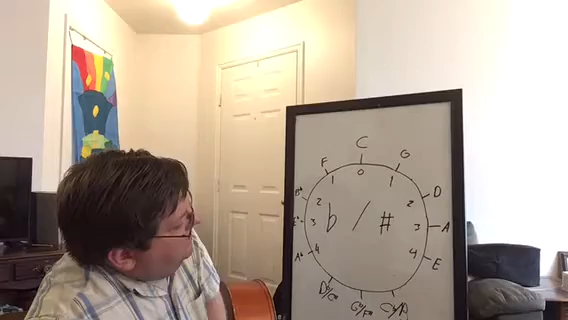 C
F G
0
1 1
B♭ D
2 2
E♭ 3 ♭ / # 3 A
4 4
A♭ E
D♭/C#
G♭/F#